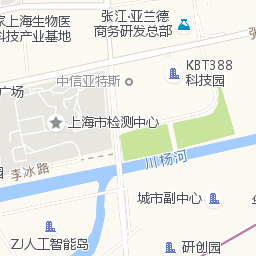 家上海生物医
科技产业基地
张江·亚兰德
商务研发总部
张
KBT388
科技园
中信亚特斯
广场
上海市检测中心
园
李冰路
川杨河
城市副中心
ZJ人工智能岛
研创园